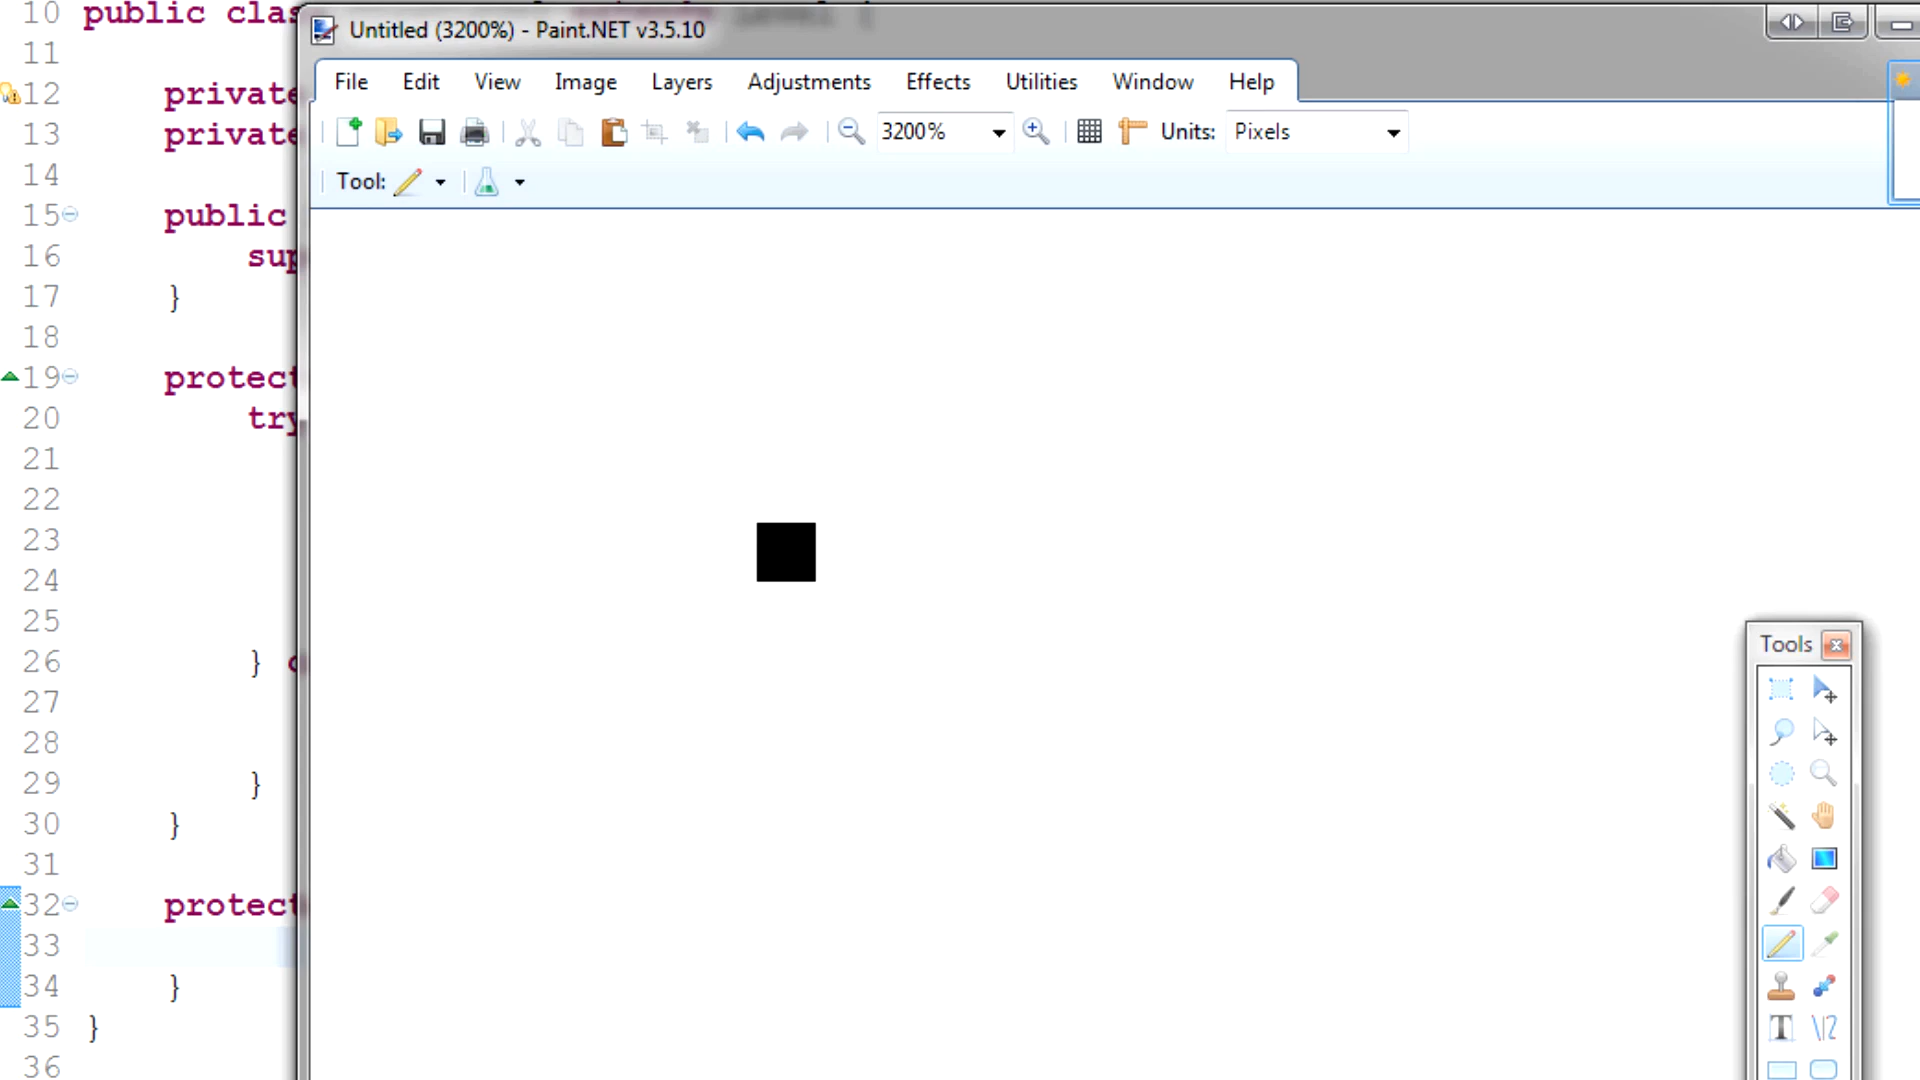 10 public clas
Untitled (3200%) - Paint.NET v3.5.10
File Edit View Image Layers Adjustments Effects Utilities Window Help
3200% Units: Pixels
Tool:
11
12 private
13 private
14
15 public
16 sup
17 }
18
19 protect
20 try
21
22
23
24
25
26 } c
27
28
29 }
30 }
31
32 protect
33
34 }
35 }
36
Tools